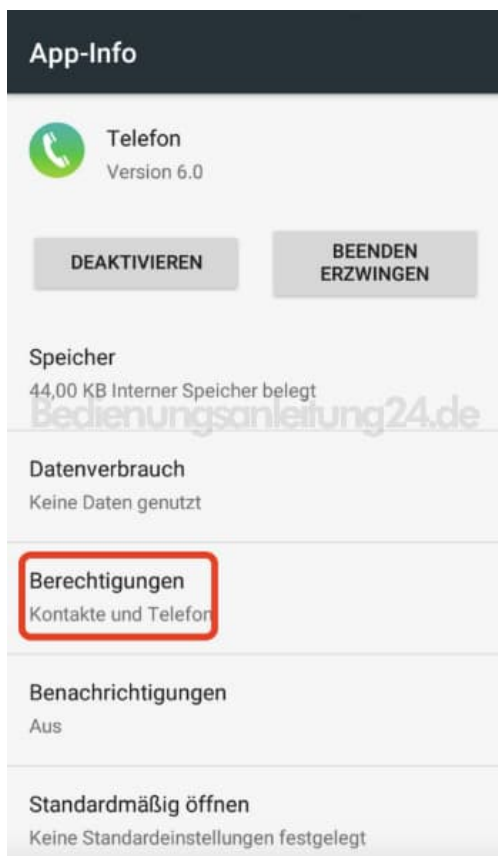 App-Info
Telefon
Version 6.0
DEAKTIVIEREN
BEENDEN
ERZWINGEN
Speicher
44,00 KB Interner Speicher belegt
Bedienungsanleitung24.de
Datenverbrauch
Keine Daten genutzt
Berechtigungen
Kontakte und Telefon
Benachrichtigungen
Aus
Standardmäßig öffnen
Keine Standardeinstellungen festgelegt